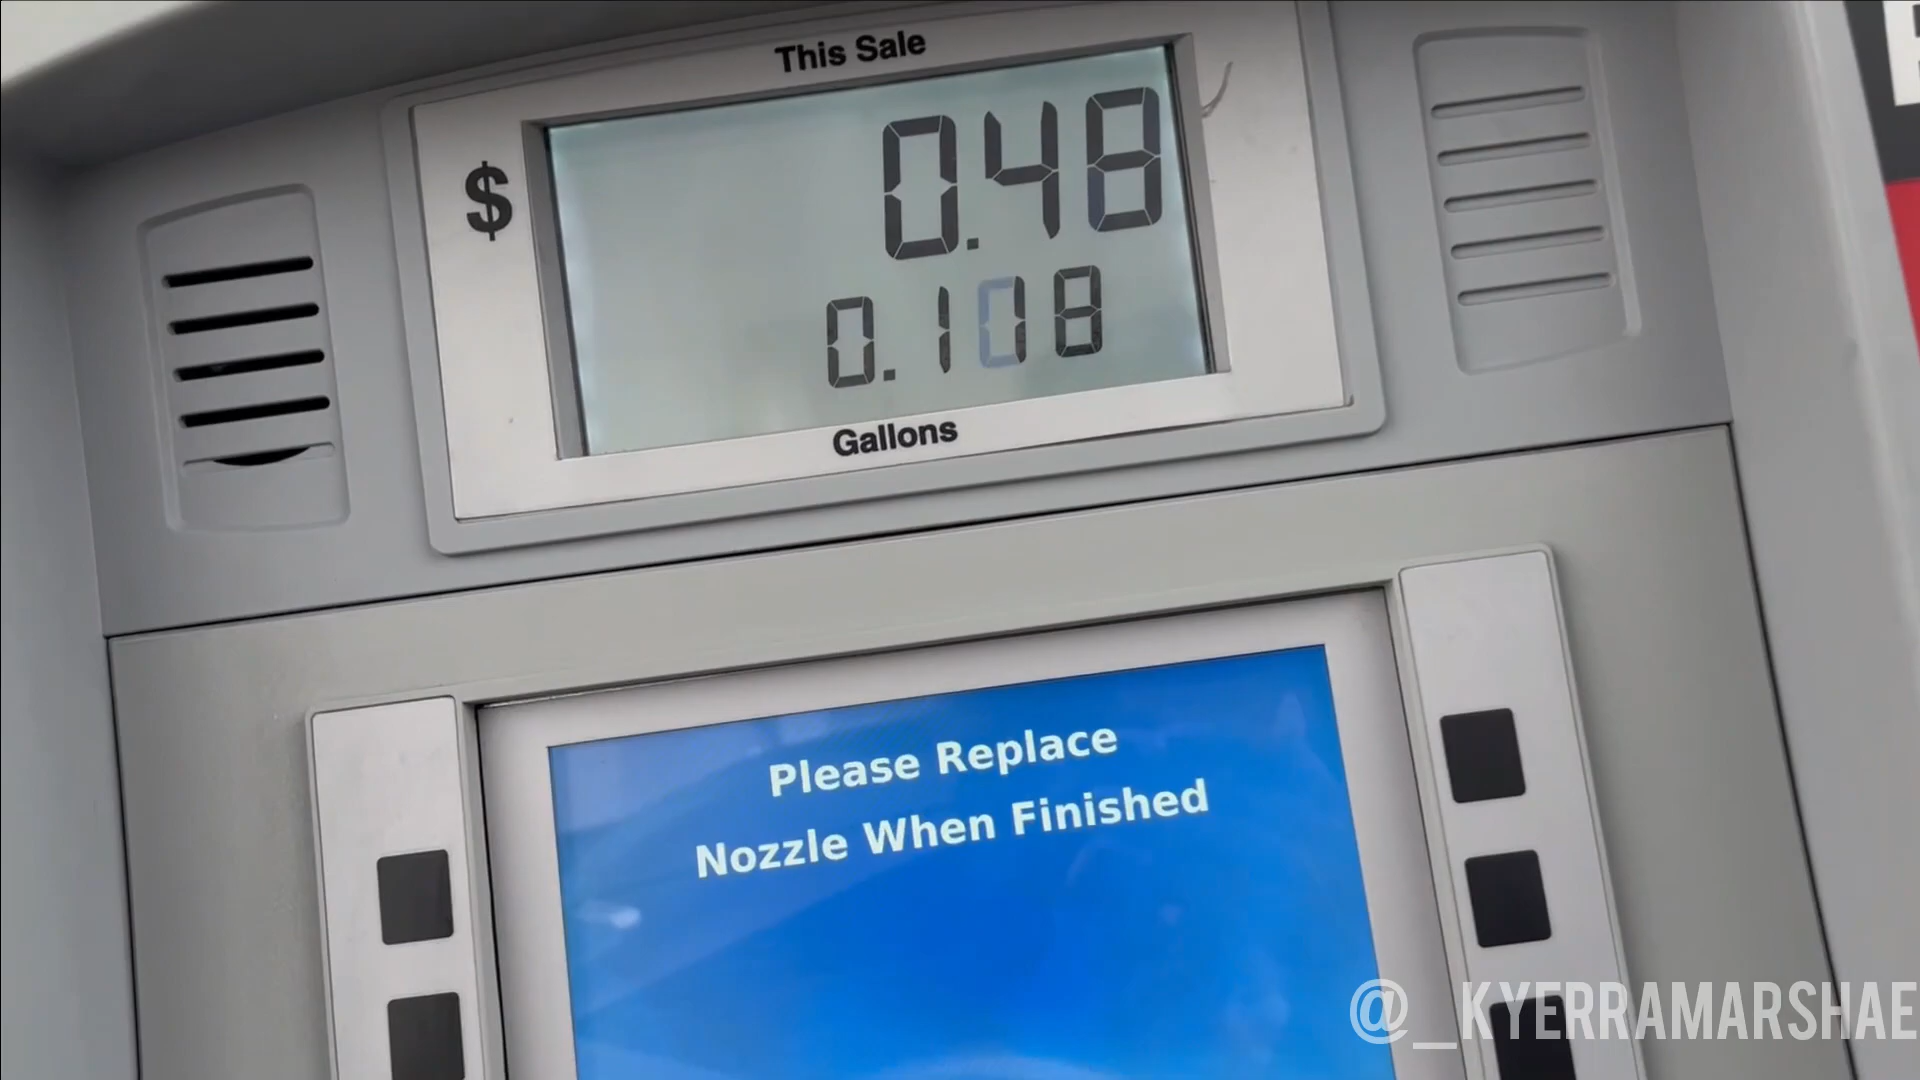 This Sale
$ 0.48
0.108
Gallons
Please Replace
Nozzle When Finished
@_KYERRAMARSHAE